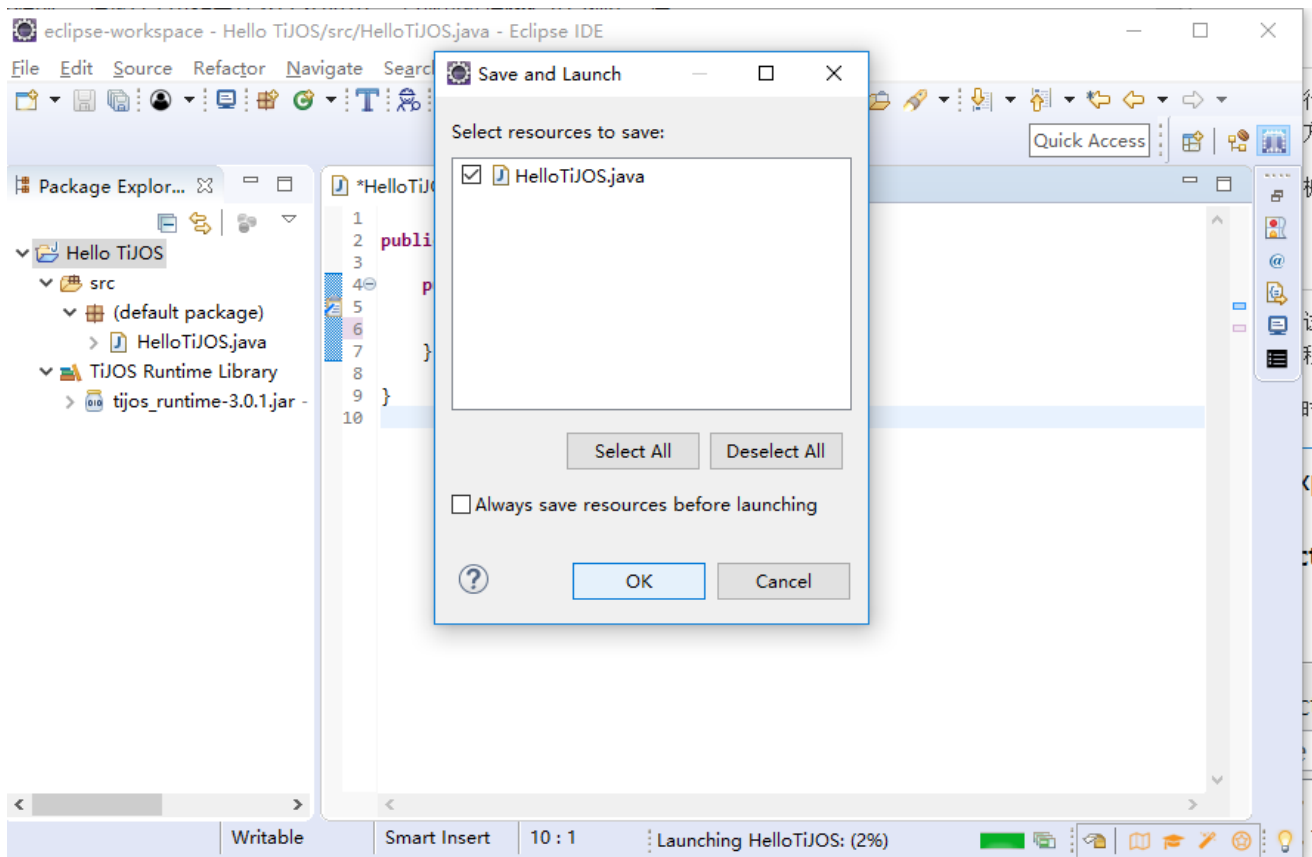 eclipse-workspace - Hello TiJOS/src/HelloTiJOS.java - Eclipse IDE
File Edit Source Refactor Navigate
Save and Launch
Select resources to save:
HelloTiJOS.java
Quick Access
Package Explor...
Hello TiJOS
src
(default package)
HelloTiJOS.java
TiJOS Runtime Library
tijos_runtime-3.0.1.jar -
1
2
3
4
5
6
7 }
8
9 }
10
Select All Deselect All
Always save resources before launching
OK Cancel
Writable Smart Insert 10 : 1 Launching HelloTiJOS: (2%)